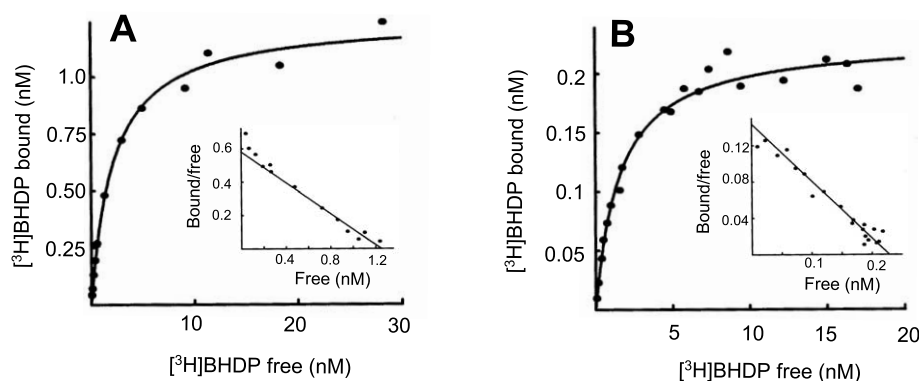 A
[³H]BHDP bound (nM)
1.0
0.75
0.50
0.25
10
20
30
[³H]BHDP free (nM)
Bound/free
0.6
0.4
0.2
0.4
0.8
1.2
Free (nM)
B
[³H]BHDP bound (nM)
0.2
0.15
0.1
0.05
5
10
15
20
[³H]BHDP free (nM)
Bound/free
0.12
0.08
0.04
0.1
0.2
Free (nM)